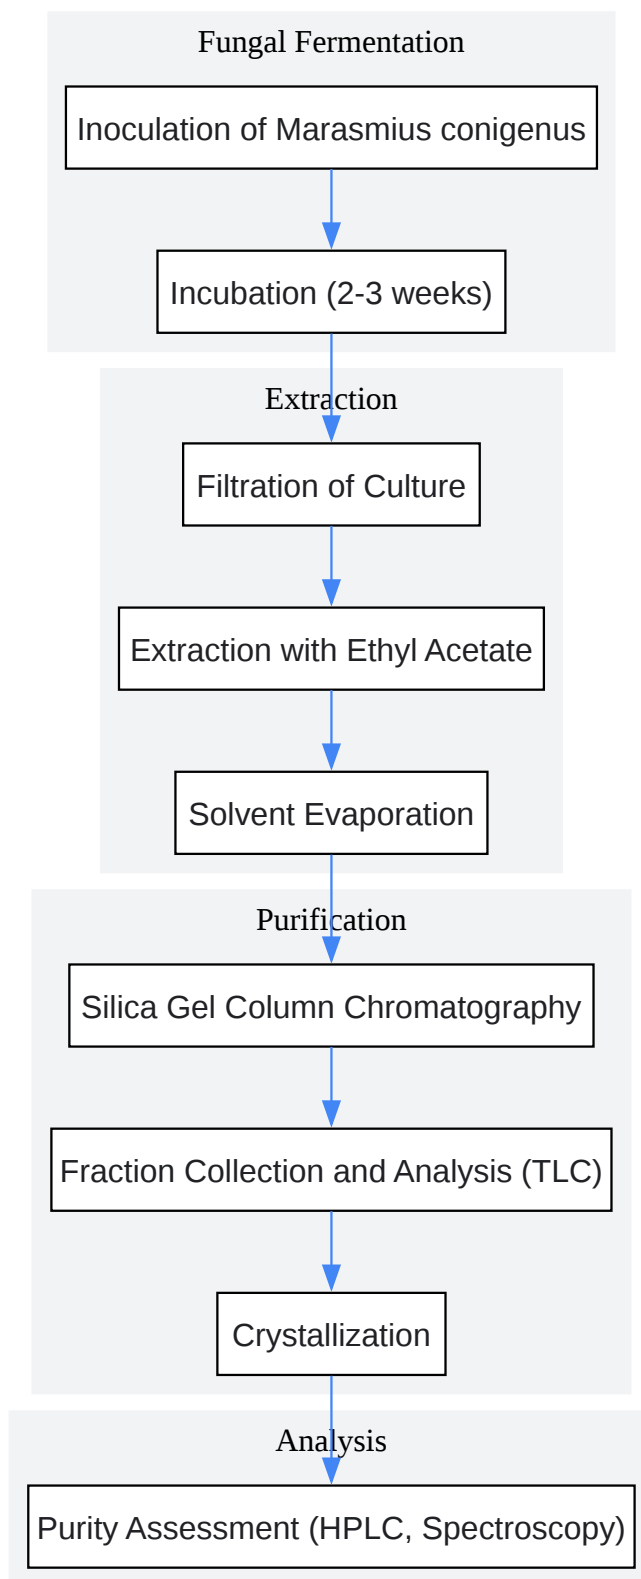 Fungal Fermentation
Inoculation of Marasmius conigenus
Incubation (2-3 weeks)
Extraction
Filtration of Culture
Extraction with Ethyl Acetate
Solvent Evaporation
Purification
Silica Gel Column Chromatography
Fraction Collection and Analysis (TLC)
Crystallization
Analysis
Purity Assessment (HPLC, Spectroscopy)